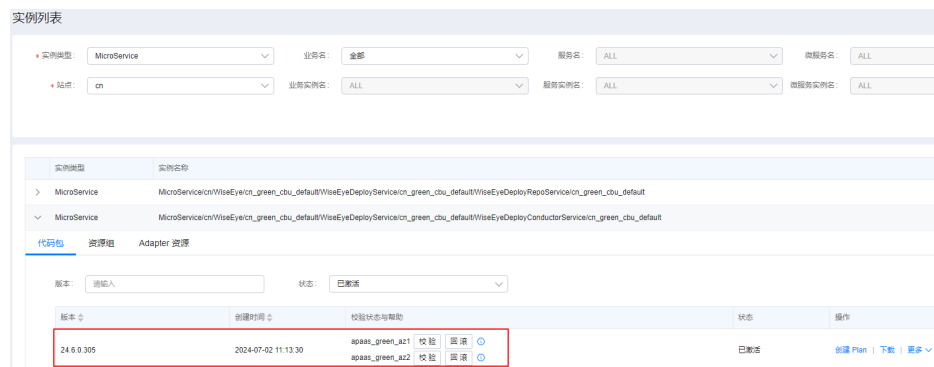 实例列表
* 实例类型: MicroService 业务名: 全部 服务名: ALL 微服务名: ALL
* 站点: cn 业务实例名: ALL 服务实例名: ALL 微服务实例名: ALL
实例类型 实例名称
MicroService MicroService/cn/WiseEye/cn_green_cbu_default/WiseEyeDeployService/cn_green_cbu_default/WiseEyeDeployRepoService/cn_green_cbu_default
MicroService MicroService/cn/WiseEye/cn_green_cbu_default/WiseEyeDeployService/cn_green_cbu_default/WiseEyeDeployConductorService/cn_green_cbu_default
代码包 资源组 Adapter 资源
版本: 请输入 状态: 已激活
版本 创建时间 校验状态与帮助 状态 操作
apaas_green_az1 校验 回滚
24.6.0.305 2024-07-02 11:13:30 已激活 创建 Plan | 下载 | 更多
apaas_green_az2 校验 回滚